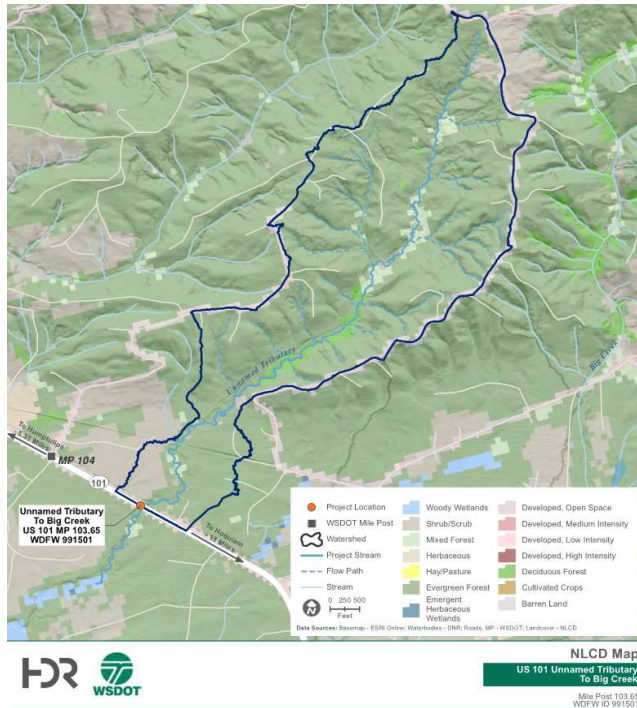 Unnamed Tributary
Big Creek
To Humptulips
~ 5.35 Miles
MP 104
101
Unnamed Tributary
To Big Creek
US 101 MP 103.65
WDFW 991501
To Hoquiam
~ 15 Miles
Project Location
WSDOT Mile Post
Watershed
Project Stream
Flow Path
Stream
N
0 250 500
Feet
Woody Wetlands
Shrub/Scrub
Mixed Forest
Herbaceous
Hay/Pasture
Evergreen Forest
Emergent
Herbaceous
Wetlands
Developed, Open Space
Developed, Medium Intensity
Developed, Low Intensity
Developed, High Intensity
Deciduous Forest
Cultivated Crops
Barren Land
Data Sources: Basemap - ESRI Online; Waterbodies - DNR; Roads, MP - WSDOT; Landcover - NLCD
HDR
WSDOT
NLCD Map
US 101 Unnamed Tributary
To Big Creek
Mile Post 103.65
WDFW ID 991501